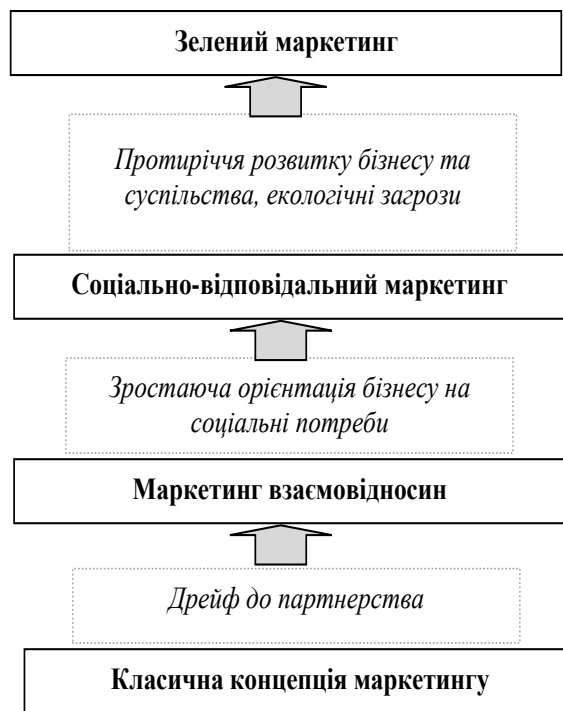 Зелений маркетинг
Протиріччя розвитку бізнесу та
суспільства, екологічні загрози
Соціально-відповідальний маркетинг
Зростаюча орієнтація бізнесу на
соціальні потреби
Маркетинг взаємовідносин
Дрейф до партнерства
Класична концепція маркетингу